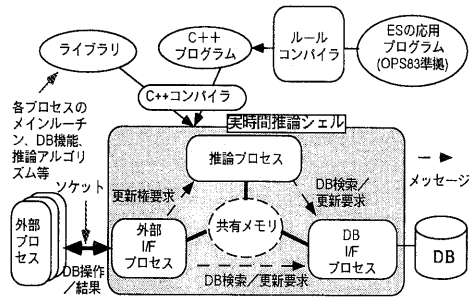 ライブラリ
C++
プログラム
ルール
コンパイラ
ESの応用
プログラム
(OPS83準拠)
C++コンパイラ
各プロセスの
メインルーチ
ン、DB機能、
推論アルゴリ
ズム等
実時間推論シェル
推論プロセス
メッセージ
ソケット
更新権要求
DB検索／
更新要求
共有メモリ
外部
プロ
セス
外部
I/F
プロセス
DB
I/F
プロセス
DB
DB操作
／結果
DB検索／更新要求